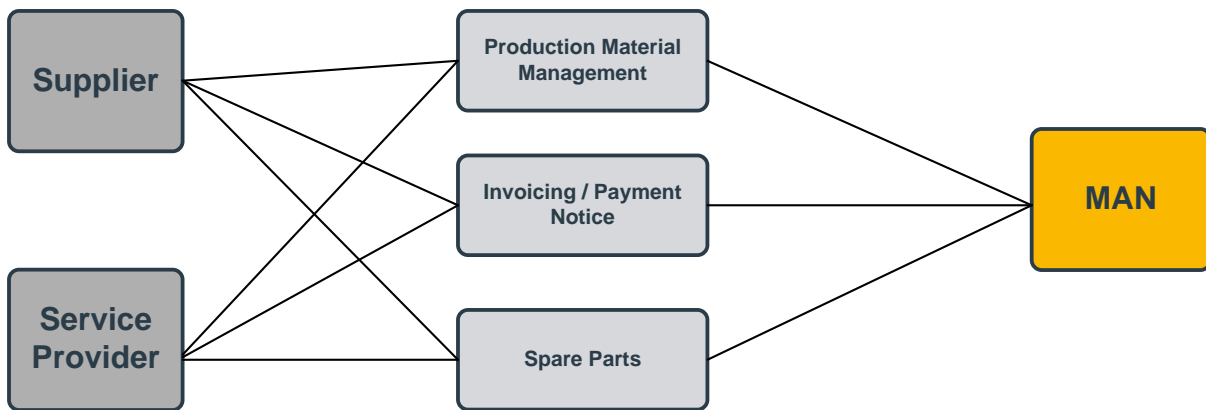 Supplier
Production Material
Management
Invoicing / Payment
Notice
MAN
Service
Provider
Spare Parts